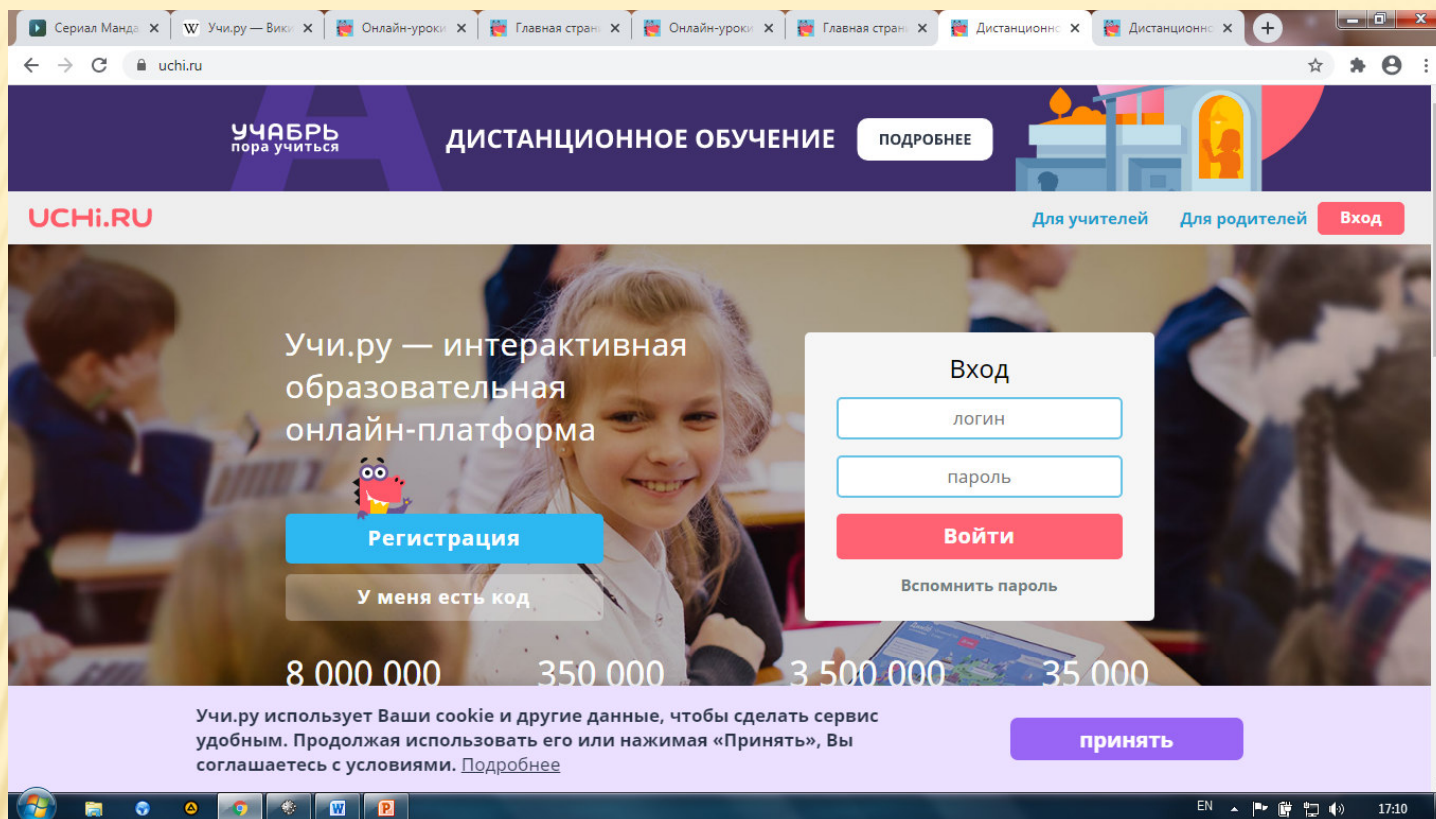 Сериал Манда
W Учи.ру — Вики
Онлайн-уроки
Главная стран
Онлайн-уроки
Главная стран
Дистанционно
Дистанционно
uchi.ru
УЧАБРЬ
пора учиться
ДИСТАНЦИОННОЕ ОБУЧЕНИЕ
ПОДРОБНЕЕ
UCHi.RU
Для учителей
Для родителей
Вход
Учи.ру — интерактивная
образовательная
онлайн-платформа
Регистрация
У меня есть код
Вход
логин
пароль
Войти
Вспомнить пароль
8 000 000
350 000
3 500 000
35 000
Учи.ру использует Ваши cookie и другие данные, чтобы сделать сервис
удобным. Продолжая использовать его или нажимая «Принять», Вы
соглашаетесь с условиями. Подробнее
принять
EN
17:10